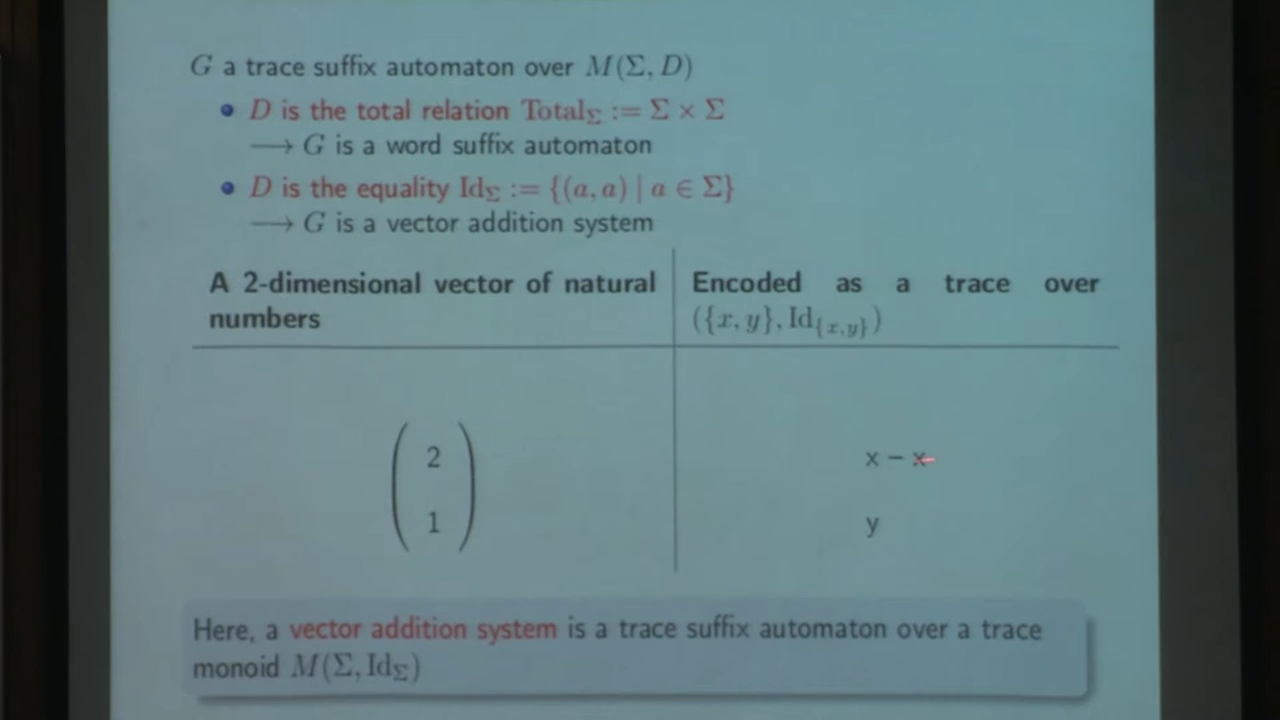 G a trace suffix automaton over M(Σ, D)
• D is the total relation Total_Σ := Σ × Σ
⟶ G is a word suffix automaton
• D is the equality Id_Σ := {(a, a) | a ∈ Σ}
⟶ G is a vector addition system
A 2-dimensional vector of natural
numbers
Encoded as a trace over
({x, y}, Id_{x,y})
2
1
x – x
y
Here, a vector addition system is a trace suffix automaton over a trace
monoid M(Σ, Id_Σ)